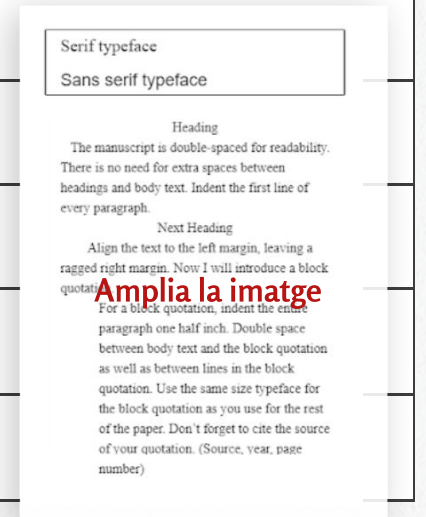 Serif typeface
Sans serif typeface
Heading
The manuscript is double-spaced for readability.
There is no need for extra spaces between
headings and body text. Indent the first line of
every paragraph.
Next Heading
Align the text to the left margin, leaving a
ragged right margin. Now I will introduce a block
Amplia la imatge
For a block quotation, indent the entire
paragraph one half inch. Double space
between body text and the block quotation
as well as between lines in the block
quotation. Use the same size typeface for
the block quotation as you use for the rest
of the paper. Don't forget to cite the source
of your quotation. (Source, year, page
number)